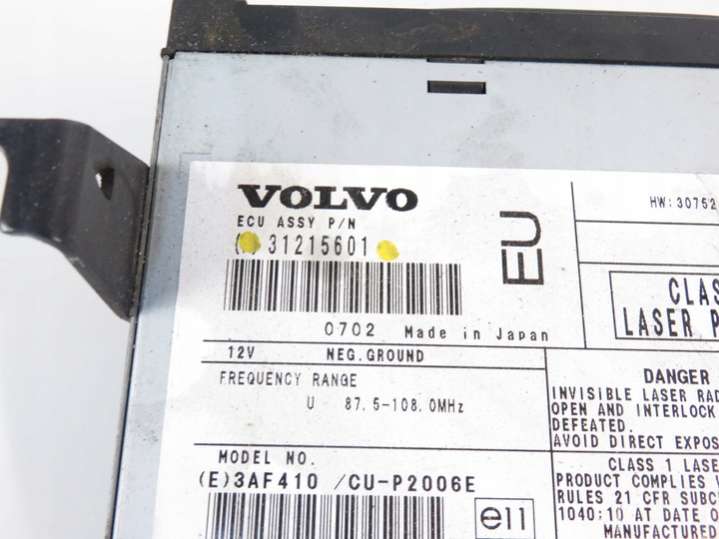 VOLVO
ECU ASSY P/N
31215601
EU
0702 Made in Japan
HW:30752
CLAS
LASER P
12V NEG.GROUND
FREQUENCY RANGE
U 87.5-108.0MHz
DANGER
INVISIBLE LASER RAD
OPEN AND INTERLOCK
DEFEATED.
AVOID DIRECT EXPOS
MODEL NO.
(E)3AF410 /CU-P2006E
e11
CLASS 1 LASE
PRODUCT COMPLIES
RULES 21 CFR SUBC
1040:10 AT DATE O
MANUFACTURED